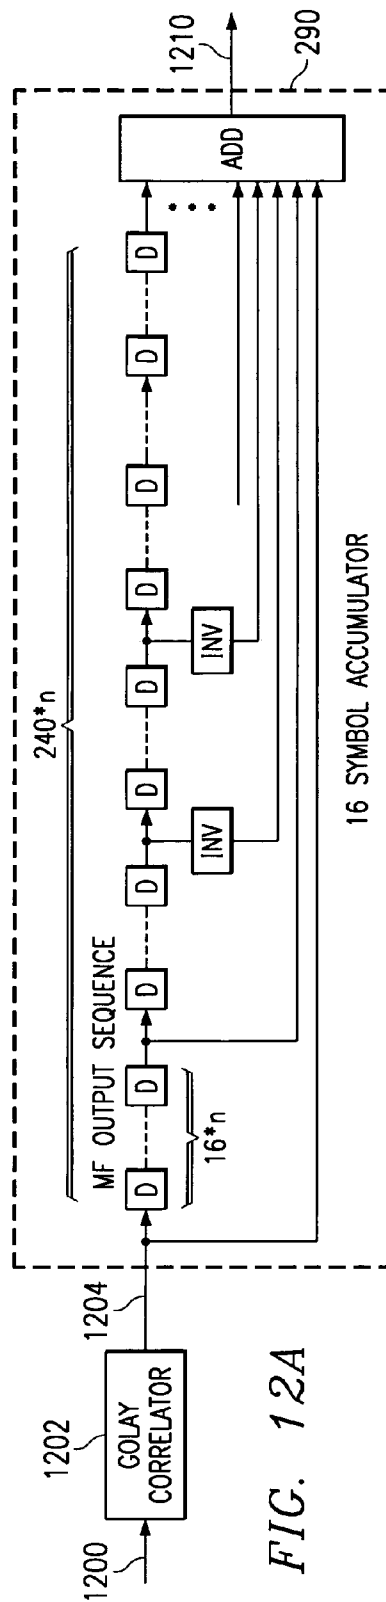 1200
1202
GOLAY
CORRELATOR
1204
240*n
MF OUTPUT SEQUENCE
D
D
D
D
D
D
D
D
D
D
16*n
INV
INV
• • •
ADD
1210
290
16 SYMBOL ACCUMULATOR
FIG. 12A